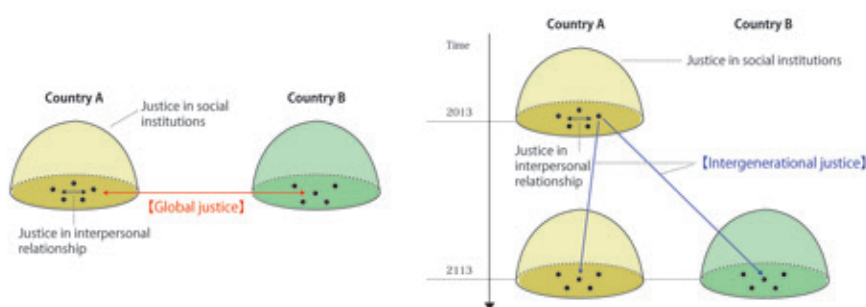 Country A
Justice in social
institutions
Country B
【Global justice】
Justice in interpersonal
relationship
Time
Country A
Country B
Justice in social institutions
2013
Justice in
interpersonal
relationship
【Intergenerational justice】
2113